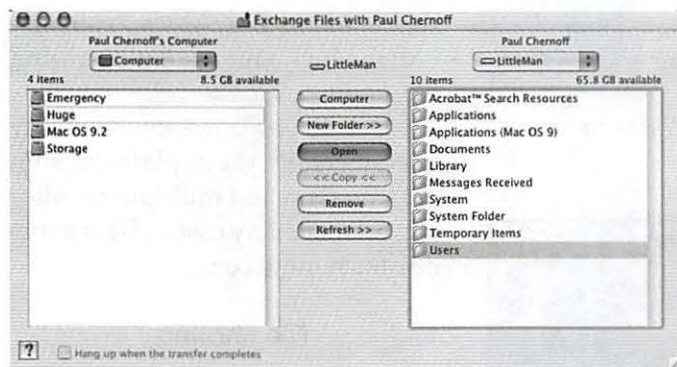 Exchange Files with Paul Chernoff
Paul Chernoff's Computer
Computer
4 items
8.5 GB available
Emergency
Huge
Mac OS 9.2
Storage
LittleMan
Computer
New Folder >>
Open
<< Copy <<
Remove
Refresh >>
Paul Chernoff
LittleMan
10 items
65.8 GB available
Acrobat™ Search Resources
Applications
Applications (Mac OS 9)
Documents
Library
Messages Received
System
System Folder
Temporary Items
Users
?
Hang up when the transfer completes